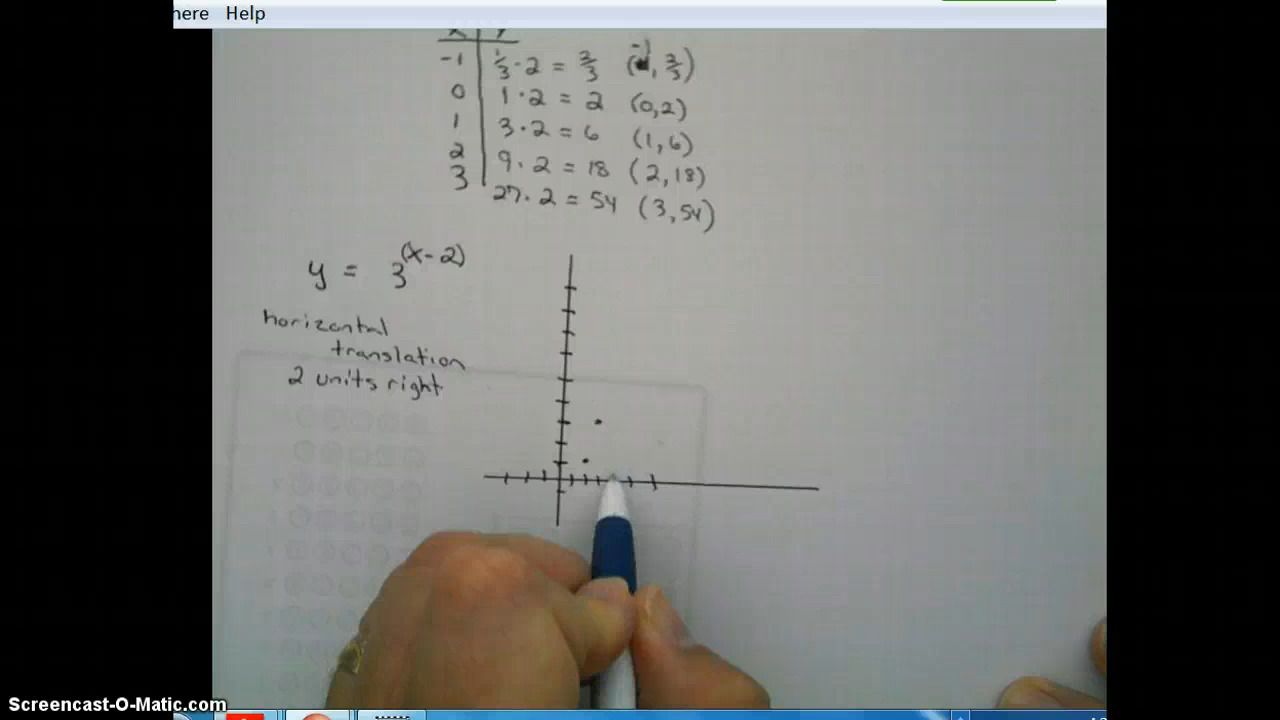 here Help
x y
-1 1/3 · 2 = 2/3 (-1, 2/3)
0 1 · 2 = 2 (0,2)
1 3 · 2 = 6 (1,6)
2 9 · 2 = 18 (2,18)
3 27 · 2 = 54 (3,54)
y = 3^(x-2)
horizontal
translation
2 units right
Screencast-O-Matic.com